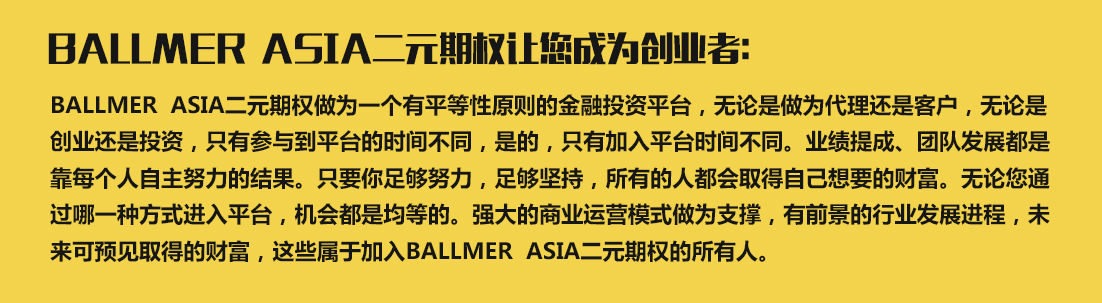 BALLMER ASIA二元期权让您成为创业者:
BALLMER ASIA二元期权做为一个有平等性原则的金融投资平台，无论是做为代理还是客户，无论是
创业还是投资，只有参与到平台的时间不同，是的，只有加入平台时间不同。业绩提成、团队发展都是
靠每个人自主努力的结果。只要你足够努力，足够坚持，所有的人都会取得自己想要的财富。无论您通
过哪一种方式进入平台，机会都是均等的。强大的商业运营模式做为支撑，有前景的行业发展进程，未
来可预见取得的财富，这些属于加入BALLMER ASIA二元期权的所有人。